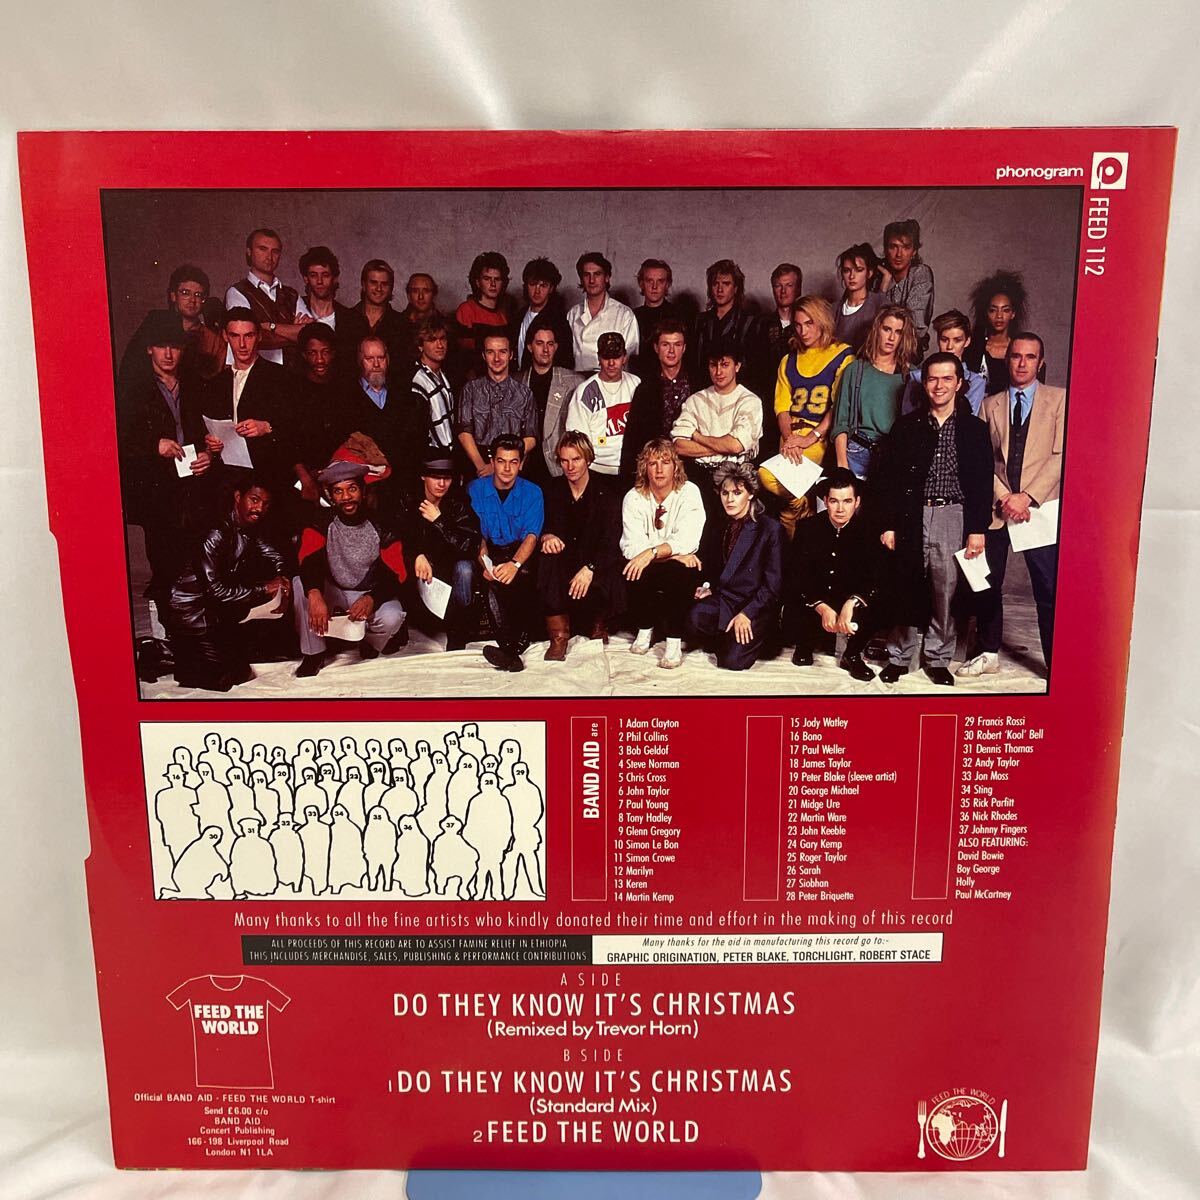 phonogram
FEED 112
39
MAG
BAND AID are
1 Adam Clayton
2 Phil Collins
3 Bob Geldof
4 Steve Norman
5 Chris Cross
6 John Taylor
7 Paul Young
8 Tony Hadley
9 Glenn Gregory
10 Simon Le Bon
11 Simon Crowe
12 Marilyn
13 Keren
14 Martin Kemp
15 Jody Watley
16 Bono
17 Paul Weller
18 James Taylor
19 Peter Blake (sleeve artist)
20 George Michael
21 Midge Ure
22 Martin Ware
23 John Keeble
24 Gary Kemp
25 Roger Taylor
26 Sarah
27 Siobhan
28 Peter Briquette
29 Francis Rossi
30 Robert 'Kool' Bell
31 Dennis Thomas
32 Andy Taylor
33 Jon Moss
34 Sting
35 Rick Parfitt
36 Nick Rhodes
37 Johnny Fingers
ALSO FEATURING:
David Bowie
Boy George
Holly
Paul McCartney
Many thanks to all the fine artists who kindly donated their time and effort in the making of this record
ALL PROCEEDS OF THIS RECORD ARE TO ASSIST FAMINE RELIEF IN ETHIOPIA
THIS INCLUDES MERCHANDISE, SALES, PUBLISHING & PERFORMANCE CONTRIBUTIONS
Many thanks for the aid in manufacturing this record go to:-
GRAPHIC ORIGINATION, PETER BLAKE, TORCHLIGHT, ROBERT STACE
A SIDE
DO THEY KNOW IT'S CHRISTMAS
(Remixed by Trevor Horn)
B SIDE
1 DO THEY KNOW IT'S CHRISTMAS
(Standard Mix)
2 FEED THE WORLD
FEED THE
WORLD
Official BAND AID - FEED THE WORLD T-shirt
Send £6.00 c/o
BAND AID
Concert Publishing
166-198 Liverpool Road
London N1 1LA
FEED THE WORLD